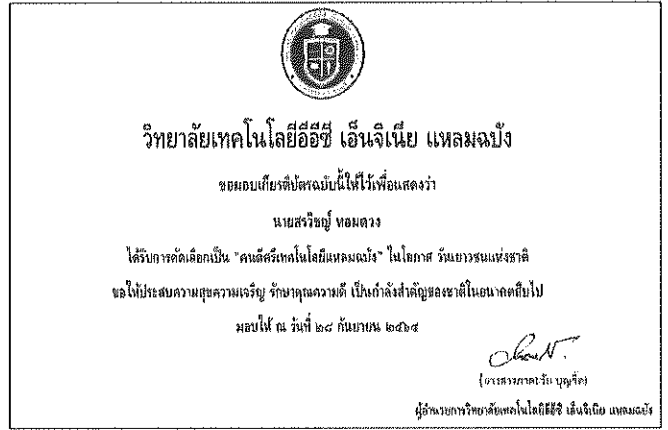 วิทยาลัยเทคโนโลยีอีอีซี เอ็นจิเนีย แหลมฉบัง
ขอมอบเกียรติบัตรฉบับนี้ให้ไว้เพื่อแสดงว่า
นายสรวิชญ์ ทอมดวง
ได้รับการคัดเลือกเป็น "คนดีศรีเทคโนโลยีแหลมฉบัง" ในโอกาส วันเยาวชนแห่งชาติ
ขอให้ประสบความสุขความเจริญ รักษาคุณความดี เป็นกำลังสำคัญของชาติในอนาคตสืบไป
มอบให้ ณ วันที่ ๒๘ กันยายน ๒๕๖๔
บุญจิ๋ด)
ผู้อำนวยการวิทยาลัยเทคโนโลยีอีอีซี เอ็นจิเนีย แหลมฉบัง